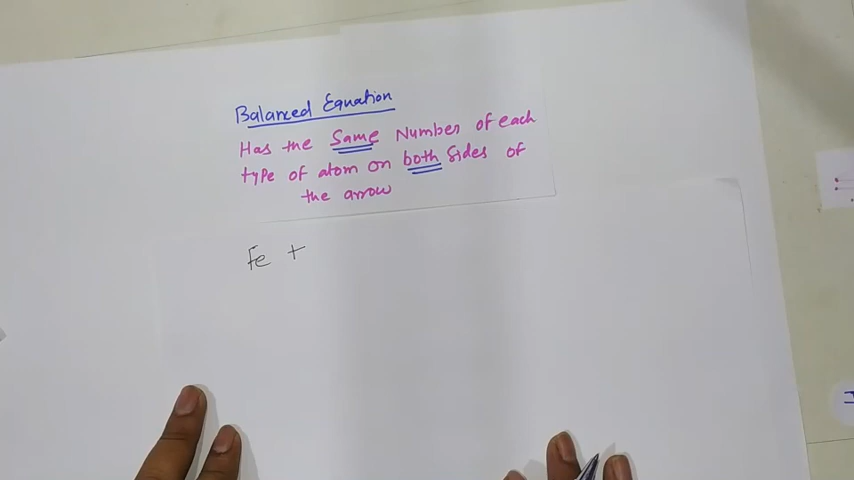 Balanced Equation
Has the Same Number of each
type of atom on both sides of
the arrow
Fe +